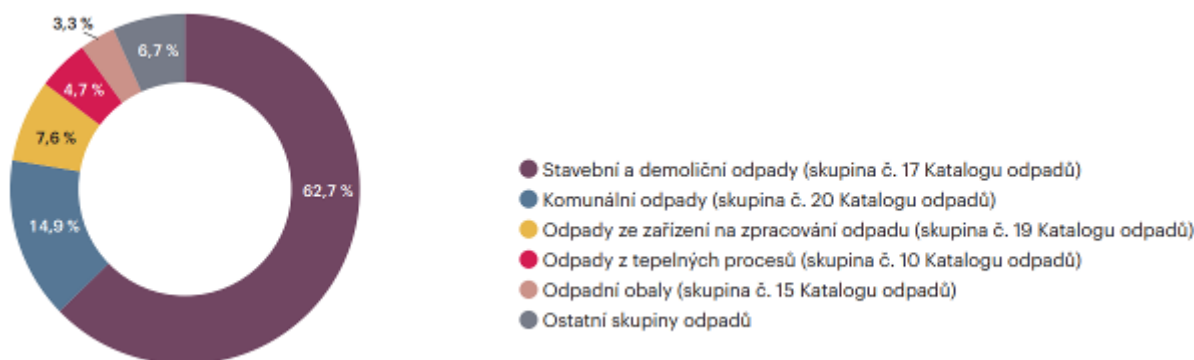 3,3 %
6,7 %
4,7 %
7,6 %
62,7 %
14,9 %
Stavební a demoliční odpady (skupina č. 17 Katalogu odpadů)
Komunální odpady (skupina č. 20 Katalogu odpadů)
Odpady ze zařízení na zpracování odpadu (skupina č. 19 Katalogu odpadů)
Odpady z tepelných procesů (skupina č. 10 Katalogu odpadů)
Odpadní obaly (skupina č. 15 Katalogu odpadů)
Ostatní skupiny odpadů